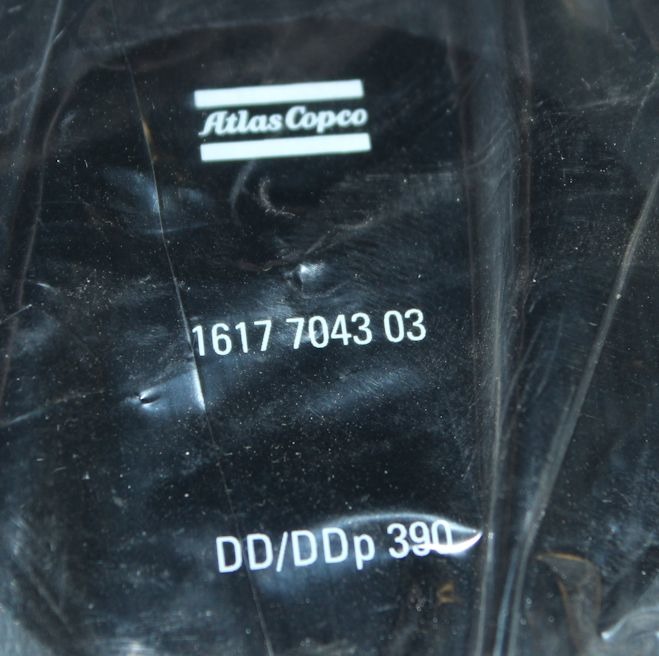 Atlas Copco
1617 7043 03
DD/DDp 390